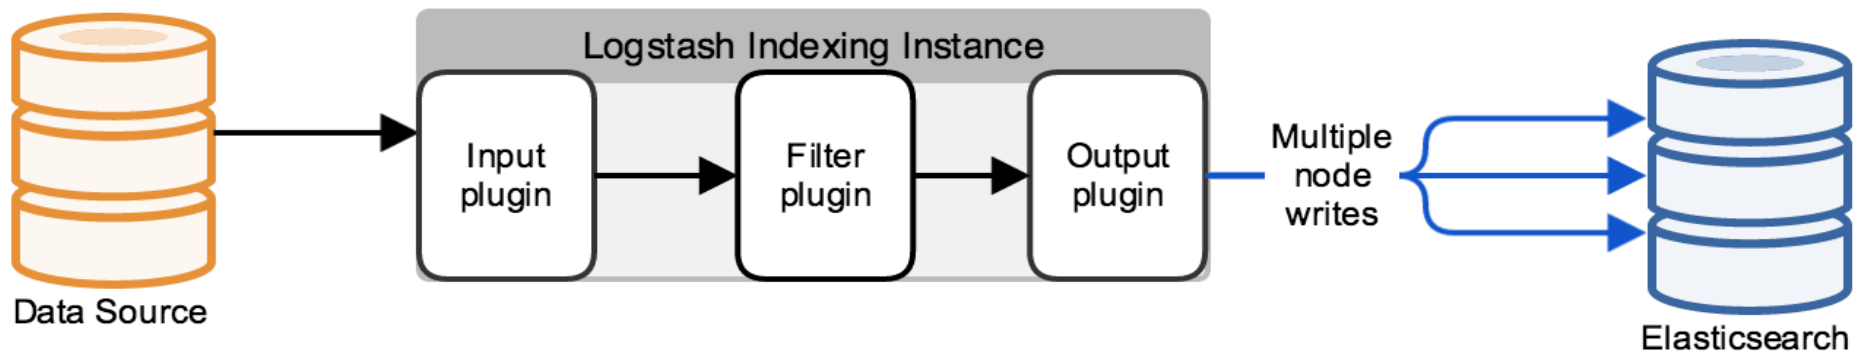 Logstash Indexing Instance
Input
plugin
Filter
plugin
Output
plugin
Multiple
node
writes
Data Source
Elasticsearch